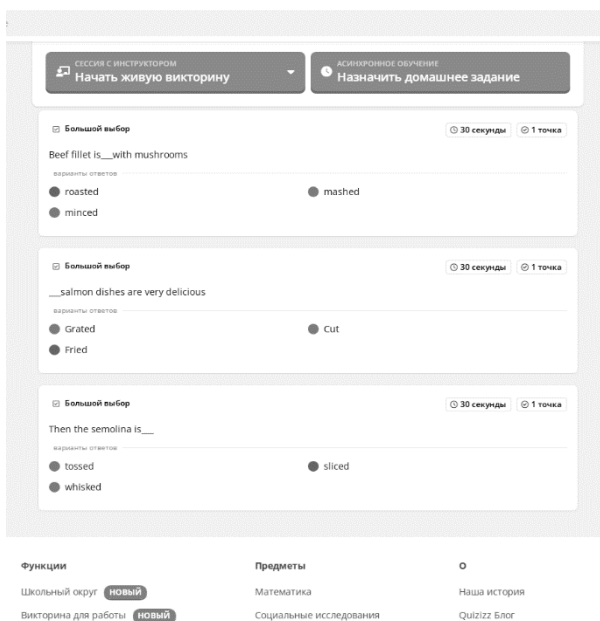 СЕССИЯ С ИНСТРУКТОРОМ
Начать живую викторину
АСИНХРОННОЕ ОБУЧЕНИЕ
Назначить домашнее задание
Большой выбор
30 секунды
1 точка
Beef fillet is___with mushrooms
варианты ответов
roasted
mashed
minced
Большой выбор
30 секунды
1 точка
___salmon dishes are very delicious
варианты ответов
Grated
Cut
Fried
Большой выбор
30 секунды
1 точка
Then the semolina is___
варианты ответов
tossed
sliced
whisked
Функции
Предметы
О
Школьный округ НОВЫЙ
Математика
Наша история
Викторина для работы НОВЫЙ
Социальные исследования
Quizizz Блог